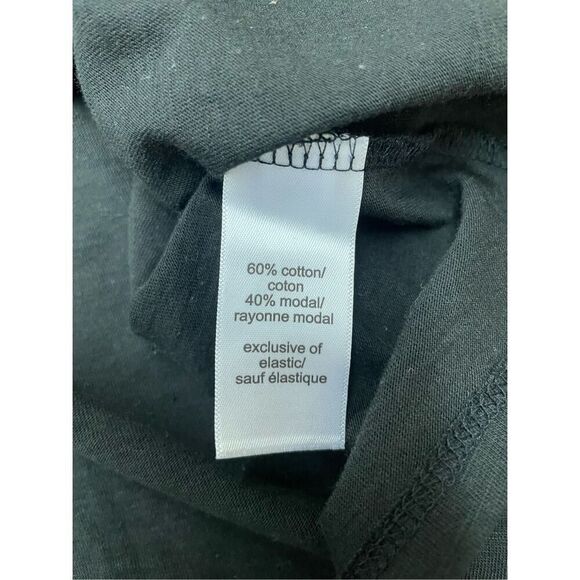 60% cotton/
coton
40% modal/
rayonne modal
exclusive of
elastic/
sauf élastique